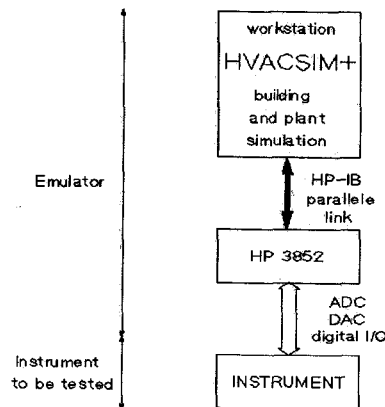 workstation
HVACSIM+
building
and plant
simulation
Emulator
HP-IB
parallele
link
HP 3852
ADC
DAC
digital I/O
Instrument
to be tested
INSTRUMENT